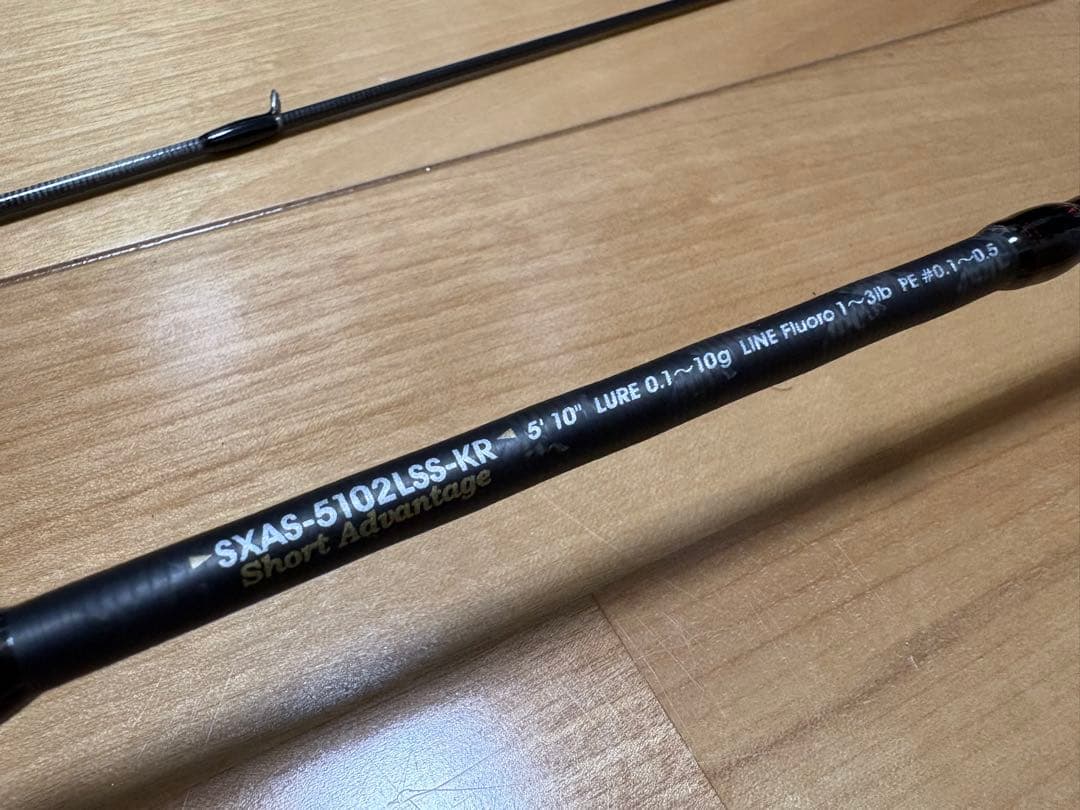 SXAS-5102LSS-KR 5' 10" LURE 0.1～10g LINE Fluoro 1～3lb PE #0.1～0.5
Short Advantage